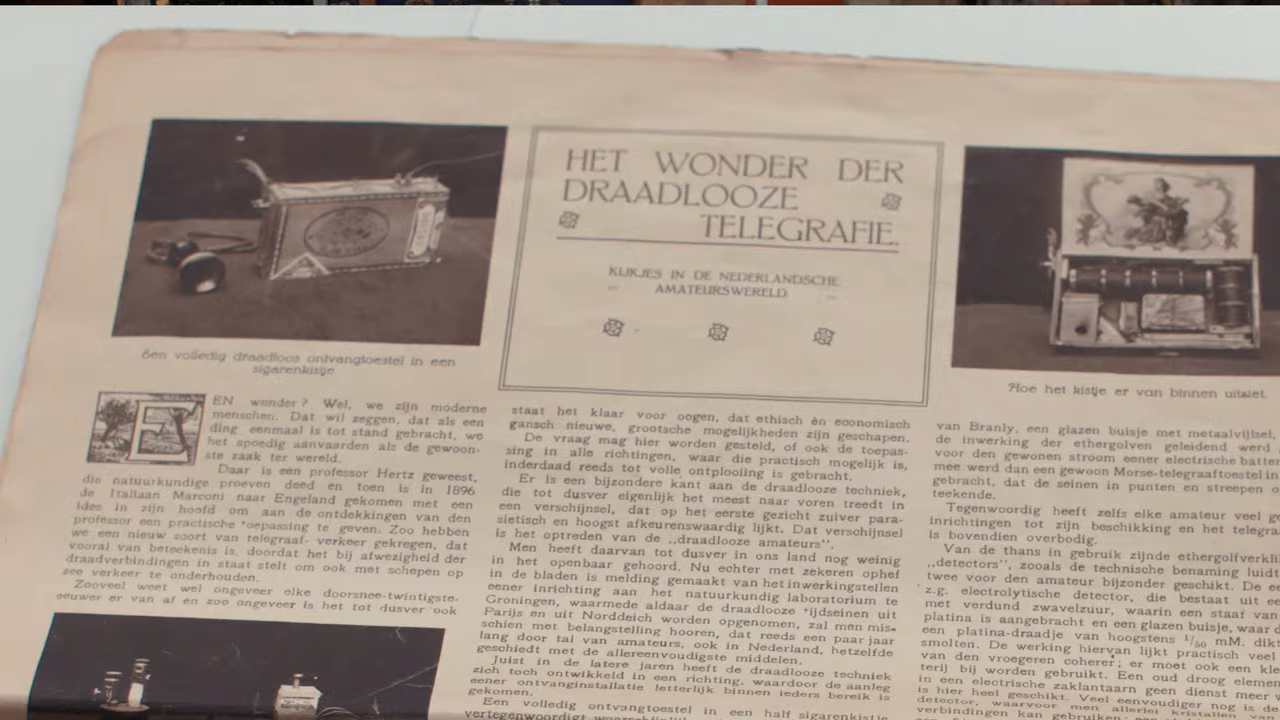 HET WONDER DER
DRAADLOOZE
TELEGRAFIE.
KIJKJES IN DE NEDERLANDSCHE
AMATEURSWERELD
Een volledig draadloos ontvangtoestel in een
sigarenkistje
Hoe het kistje er van binnen uitziet.
EEN wonder? Wel, we zijn moderne
menschen. Dat wil zeggen, dat als een
ding eenmaal is tot stand gebracht, we
het spoedig aanvaarden als de gewoon-
ste zaak ter wereld.
Daar is een professor Hertz geweest,
die natuurkundige proeven deed en toen is in 1896
de Italiaan Marconi naar Engeland gekomen met een
idee in zijn hoofd om aan de ontdekkingen van den
professor een practische toepassing te geven. Zoo hebben
we een nieuw soort van telegraaf- verkeer gekregen, dat
vooral van beteekenis is, doordat het bij afwezigheid der
draadverbindingen in staat stelt om ook met schepen op
zee verkeer te onderhouden.
Zooveel weet wel ongeveer elke doorsnee-twintigste-
eeuwer er van af en zoo ongeveer is het tot dusver ook
staat het klaar voor oogen, dat ethisch èn economisch
gansch nieuwe, grootsche mogelijkheden zijn geschapen.
De vraag mag hier worden gesteld, of ook de toepas-
sing in alle richtingen, waar die practisch mogelijk is,
inderdaad reeds tot volle ontplooiing is gebracht.
Er is een bijzondere kant aan de draadlooze techniek,
die tot dusver eigenlijk het meest naar voren treedt in
een verschijnsel, dat op het eerste gezicht zuiver para-
sietisch en hoogst afkeurenswaardig lijkt. Dat verschijnsel
is het optreden van de „draadlooze amateurs”.
Men heeft daarvan tot dusver in ons land nog weinig
in het openbaar gehoord. Nu echter met zekeren ophef
in de bladen is melding gemaakt van het inwerkingstellen
eener inrichting aan het natuurkundig laboratorium te
Groningen, waarmede aldaar de draadlooze tijdseinen uit
Parijs en uit Norddeich worden opgenomen, zal men mis-
schien met belangstelling hooren, dat reeds een paar jaar
lang door tal van amateurs, ook in Nederland, hetzelfde
geschiedt met de allereenvoudigste middelen.
Juist in de latere jaren heeft de draadlooze techniek
zich toch ontwikkeld in een richting, waardoor de aanleg
eener ontvanginstallatie letterlijk binnen ieders bereik is
gekomen.
Een volledig ontvangtoestel in een half sigarenkistje
vertegenwoordigt
van Branly, een glazen buisje met metaalvijlsel,
de inwerking der ethergolven geleidend werd
voor den gewonen stroom eener electrische
mee werd dan een gewoon Morse-telegraaftoestel in
gebracht, dat de seinen in punten en streepen
teekende.
Tegenwoordig heeft zelfs elke amateur veel
inrichtingen tot zijn beschikking en het
is bovendien overbodig.
Van de thans in gebruik zijnde
„detectors”, zooals de technische benaming luidt
twee voor den amateur bijzonder geschikt. De
z.g. electrolytische detector, die bestaat uit
met verdund zwavelzuur, waarin een staaf van
platina is aangebracht en een glazen buisje, waar
een platina-draadje van hoogstens 1/50 mM.
smolten. De werking hiervan lijkt practisch veel
van den vroegeren coherer; er moet ook een
terij bij worden gebruikt. Een oud droog
in een electrische zaklantaarn geen dienst meer
is hier heel geschikt. Veel eenvoudiger nog is de
detector, waarvoor men allerlei kristallen
verbindingen kan gebruiken